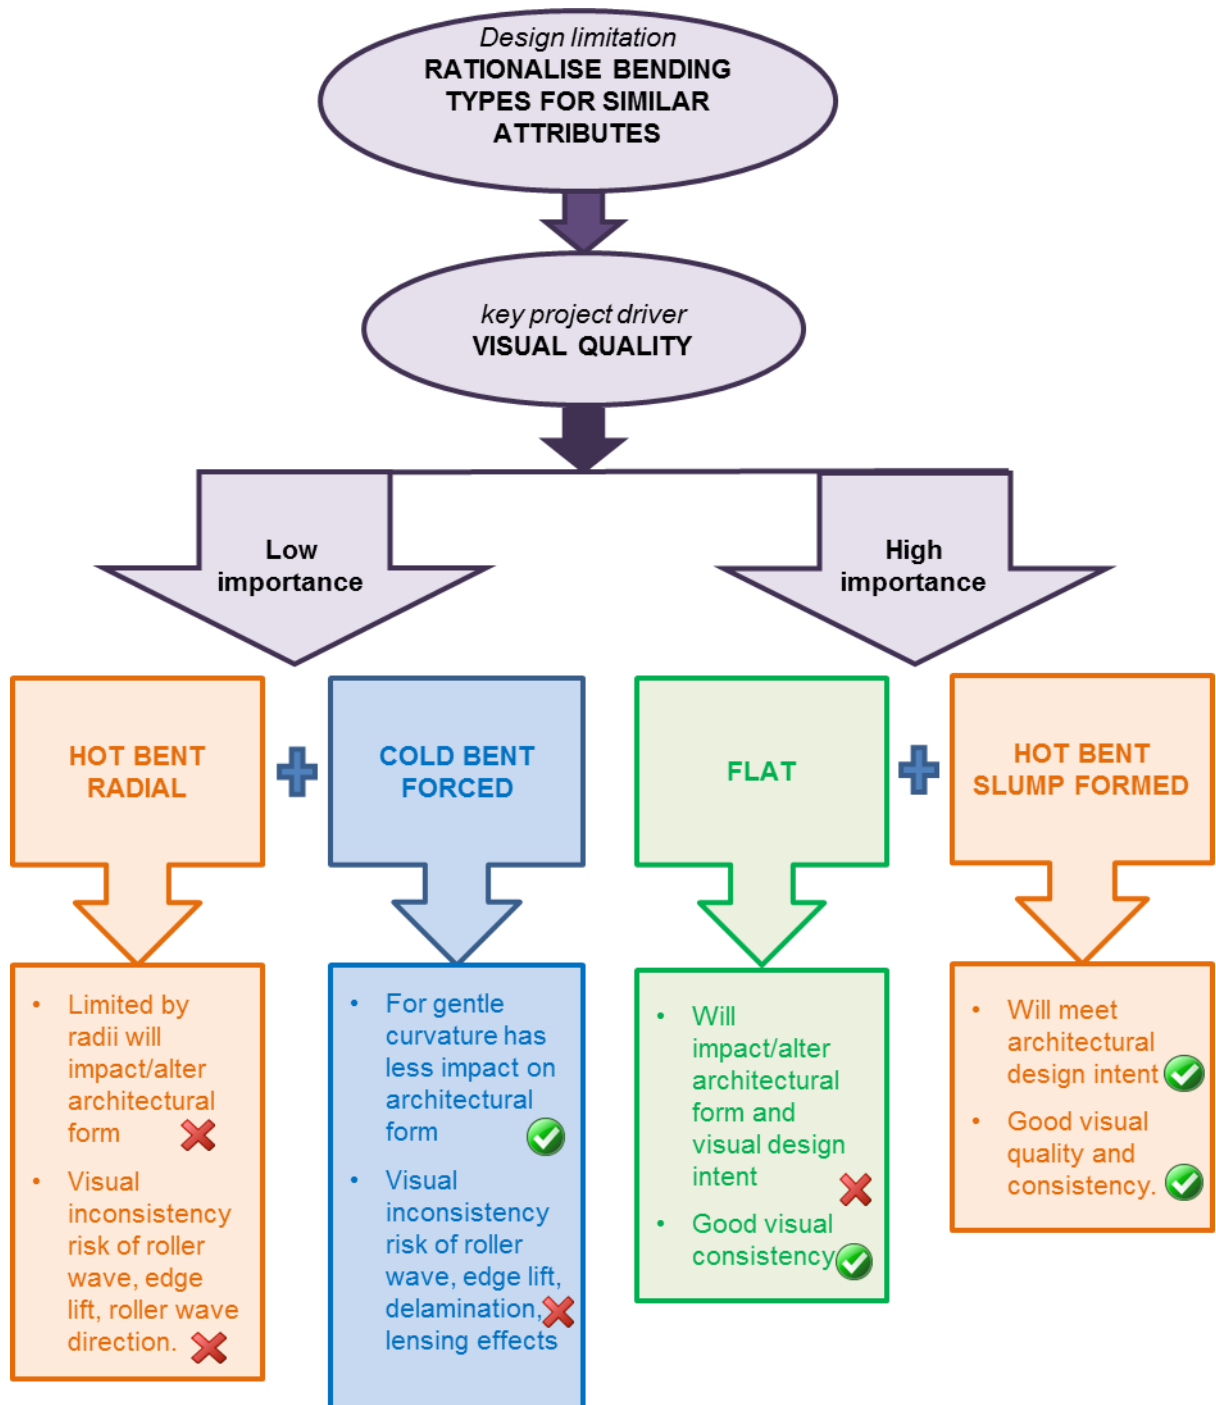 Design limitation
RATIONALISE BENDING
TYPES FOR SIMILAR
ATTRIBUTES
key project driver
VISUAL QUALITY
Low
importance
High
importance
HOT BENT
RADIAL
COLD BENT
FORCED
FLAT
HOT BENT
SLUMP FORMED
• Limited by
radii will
impact/alter
architectural
form
• Visual
inconsistency
risk of roller
wave, edge
lift, roller wave
direction.
• For gentle
curvature has
less impact on
architectural
form
• Visual
inconsistency
risk of roller
wave, edge lift,
delamination,
lensing effects
• Will
impact/alter
architectural
form and
visual design
intent
• Good visual
consistency
• Will meet
architectural
design intent
• Good visual
quality and
consistency.